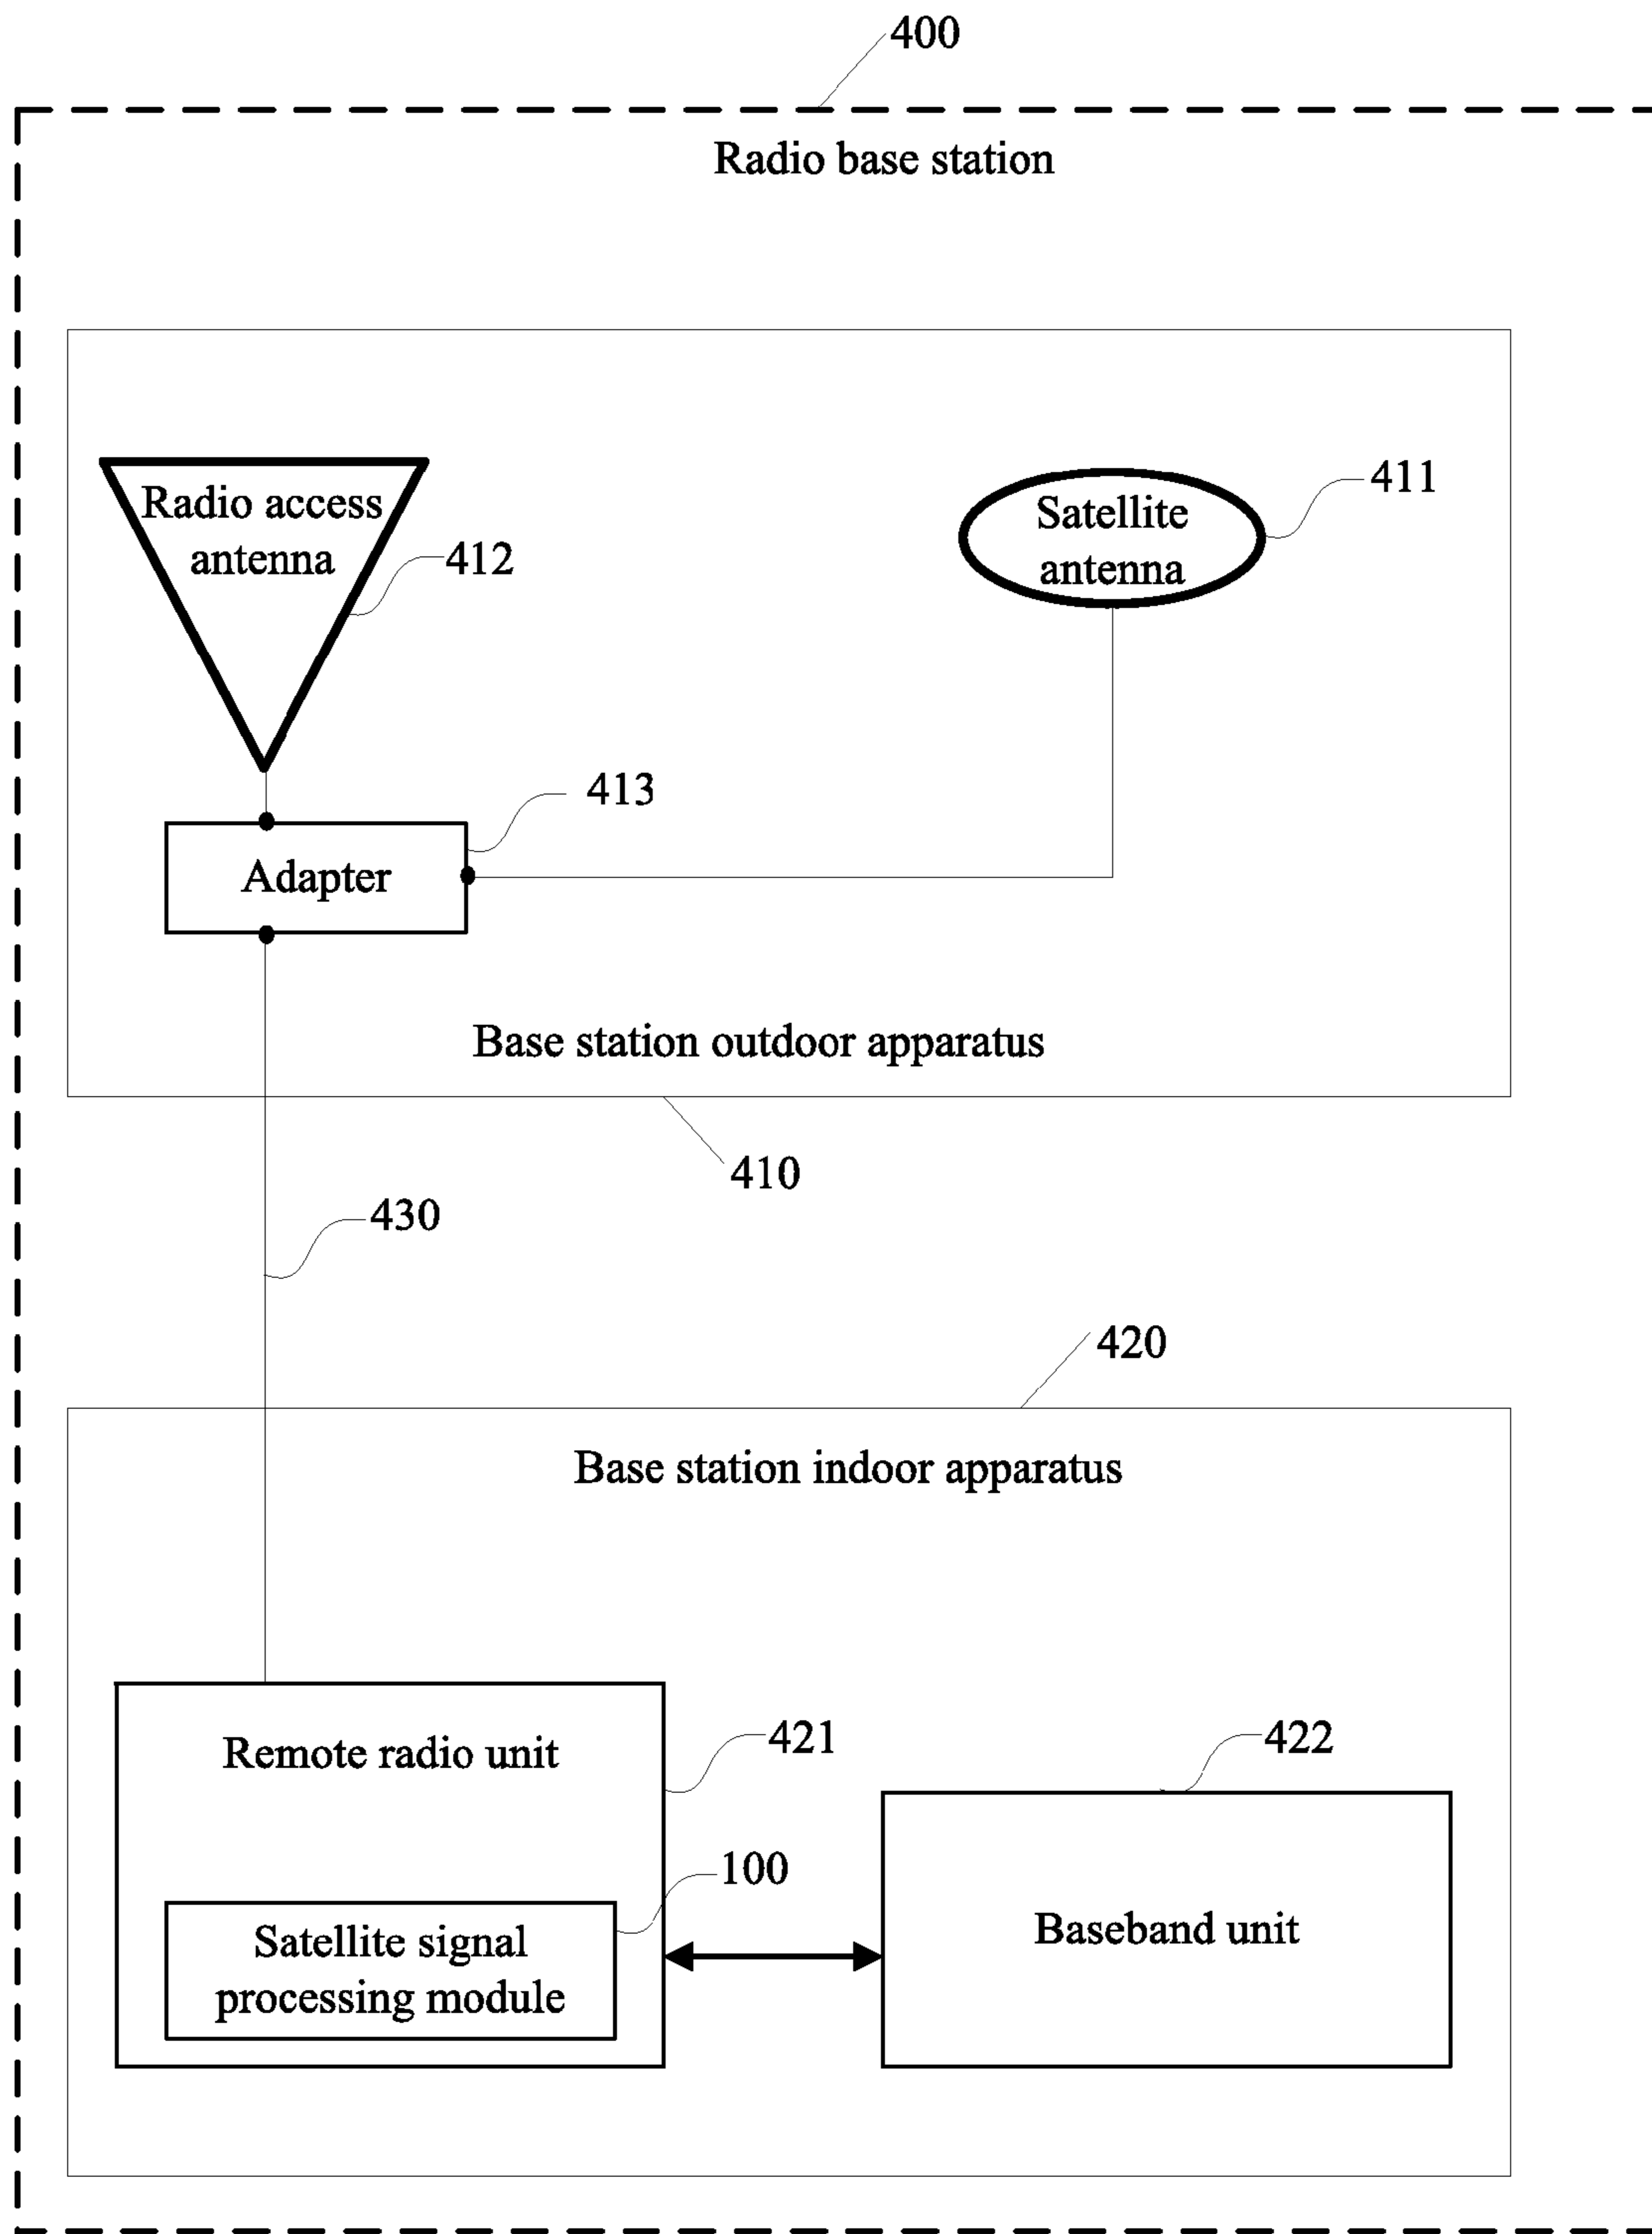 400
Radio base station
Radio access
antenna
412
Satellite
antenna
411
413
Adapter
Base station outdoor apparatus
410
430
420
Base station indoor apparatus
Remote radio unit
421
422
100
Satellite signal
processing module
Baseband unit